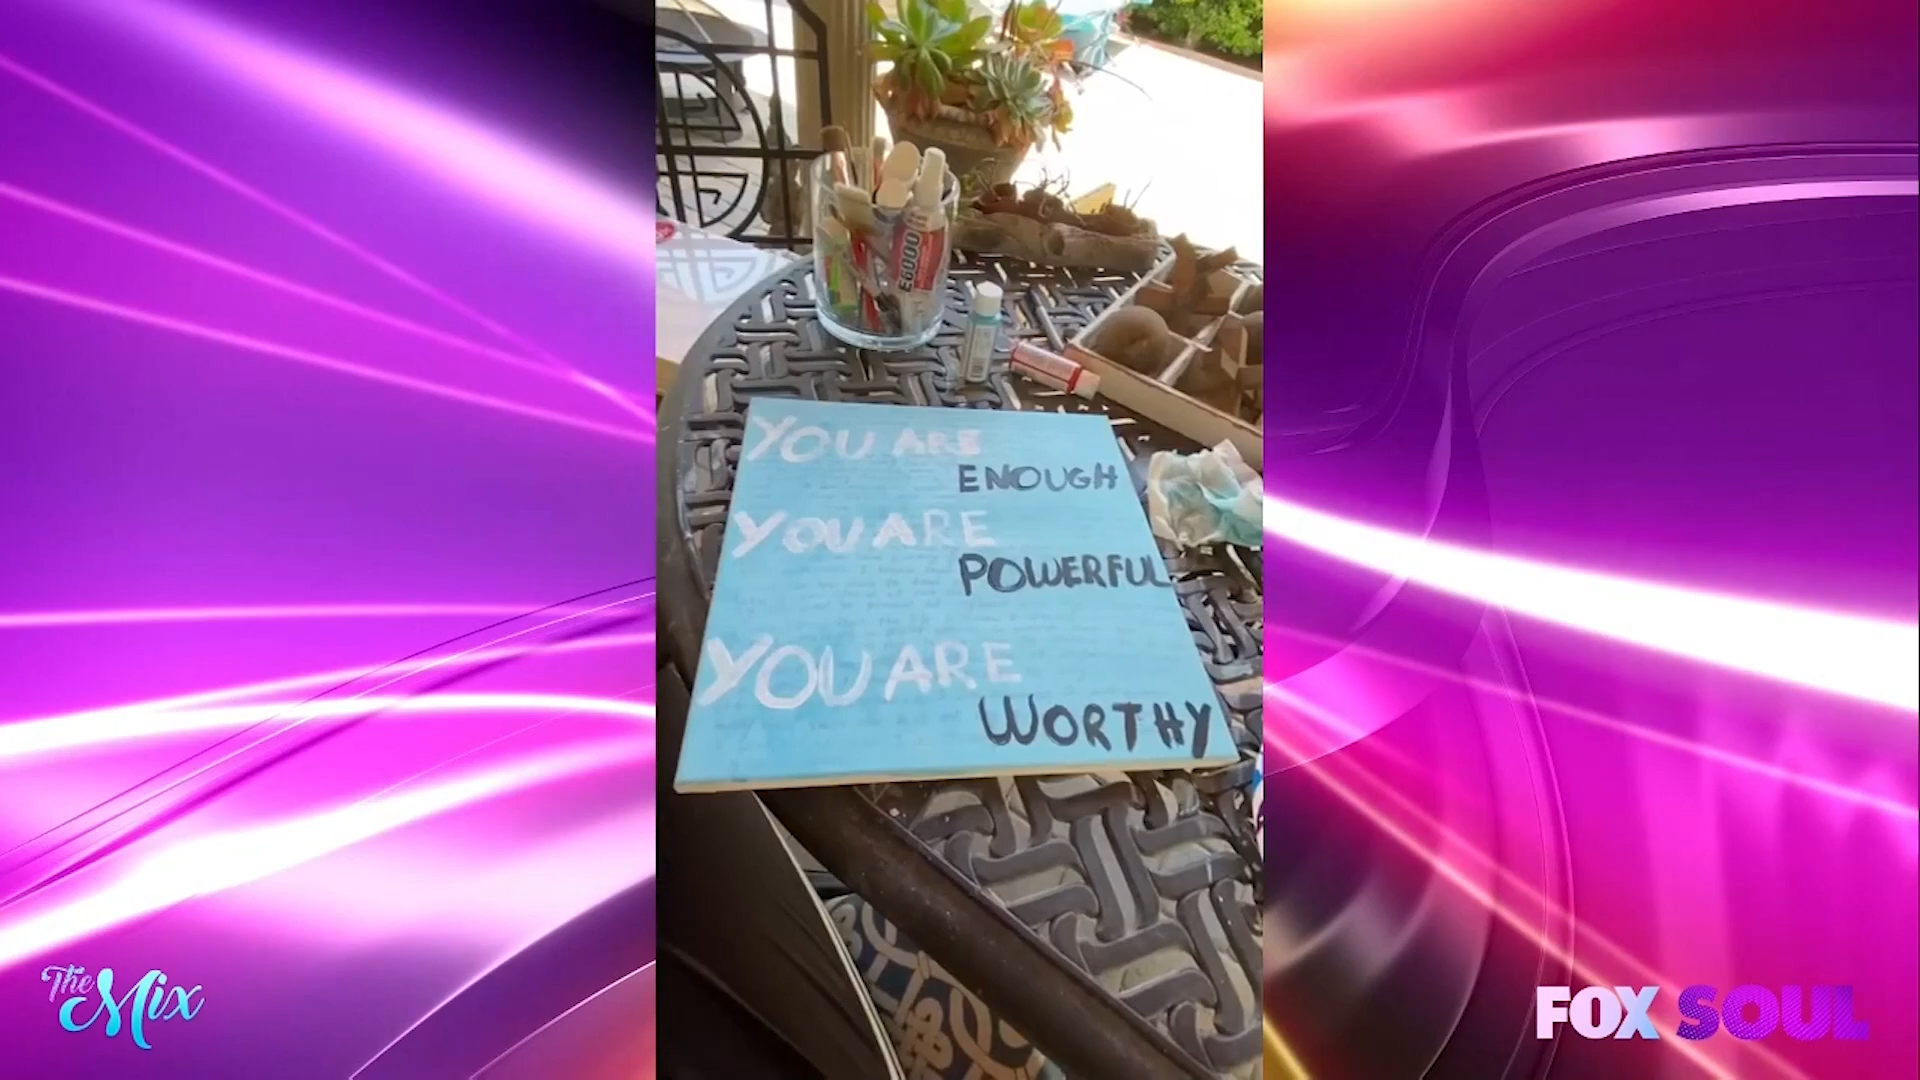 E6000
YOU ARE
ENOUGH
YOU ARE
POWERFUL
YOU ARE
WORTHY
The Mix
FOX SOUL